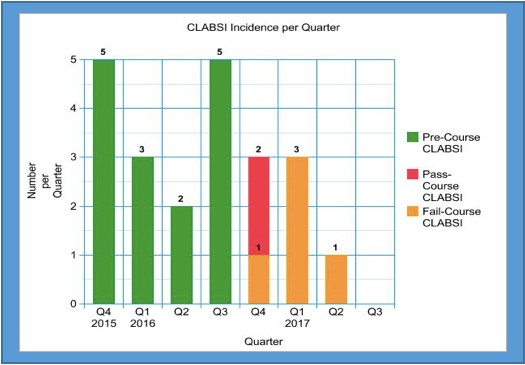 CLABSI Incidence per Quarter
5
5
5
4
3
3
2
3
2
2
1
1
1
0
Number
per
Quarter
Q4 Q1 Q2 Q3 Q4 Q1 Q2 Q3
2015 2016 2017
Quarter
Pre-Course
CLABSI
Pass-
Course
CLABSI
Fail-Course
CLABSI